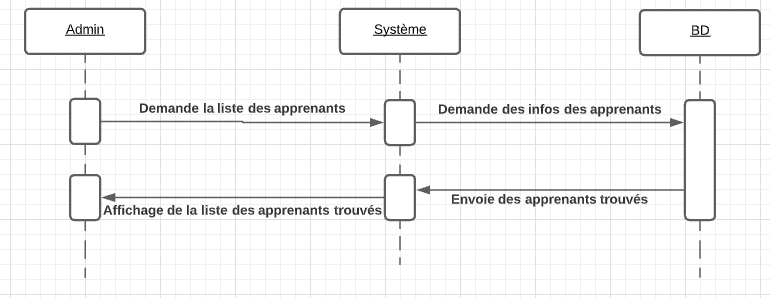 Admin
Système
BD
Demande la liste des apprenants
Demande des infos des apprenants
Envoie des apprenants trouvés
Affichage de la liste des apprenants trouvés